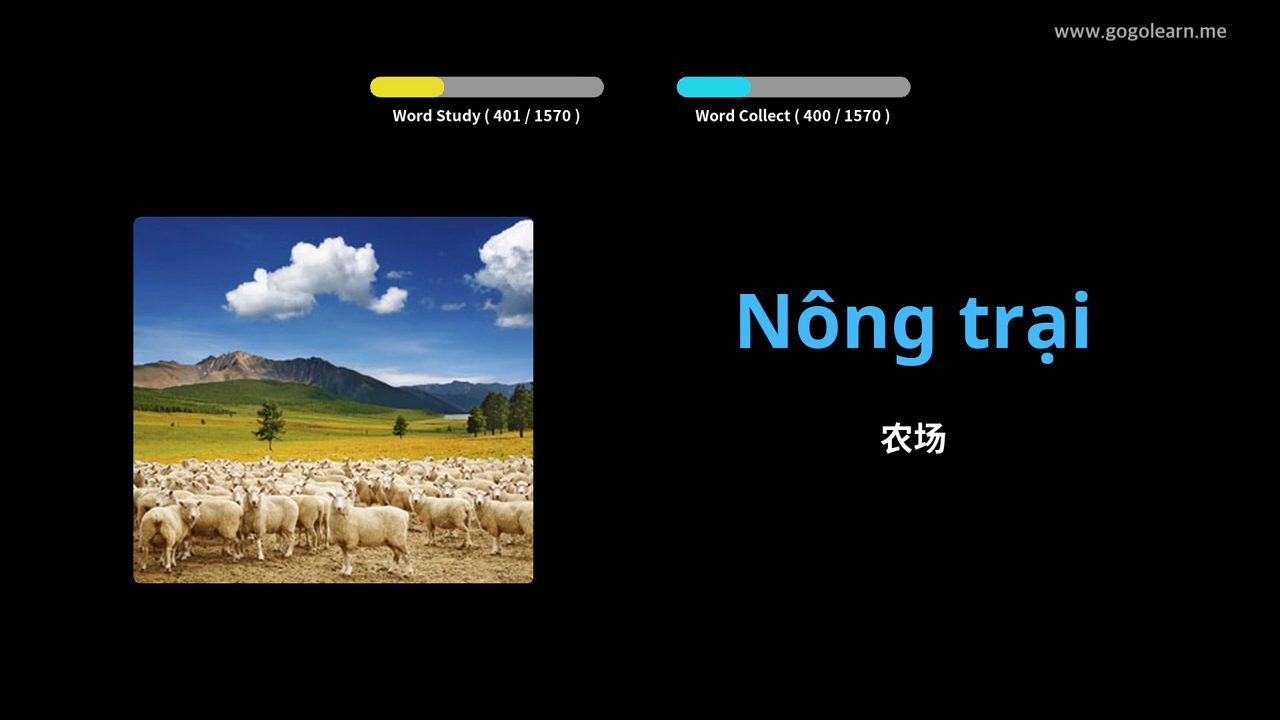 www.gogolearn.me
Word Study ( 401 / 1570 )
Word Collect ( 400 / 1570 )
Nông trại
农场